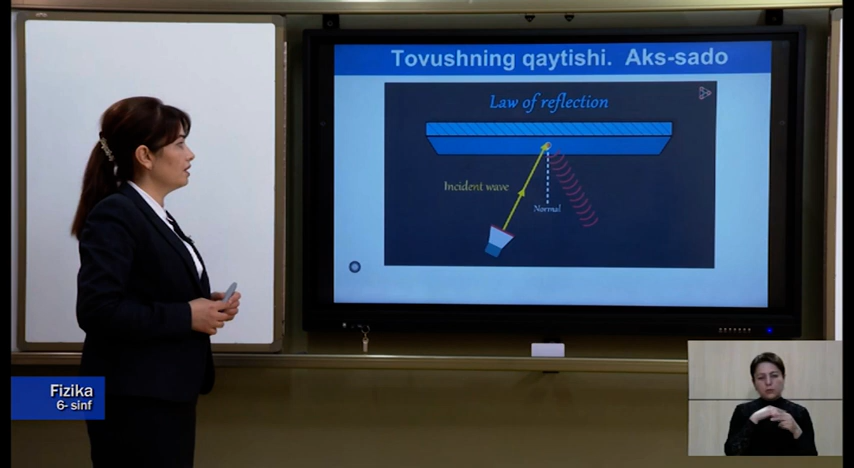 Tovushning qaytishi. Aks-sado
Law of reflection
Incident wave
Normal
Fizika
6- sinf